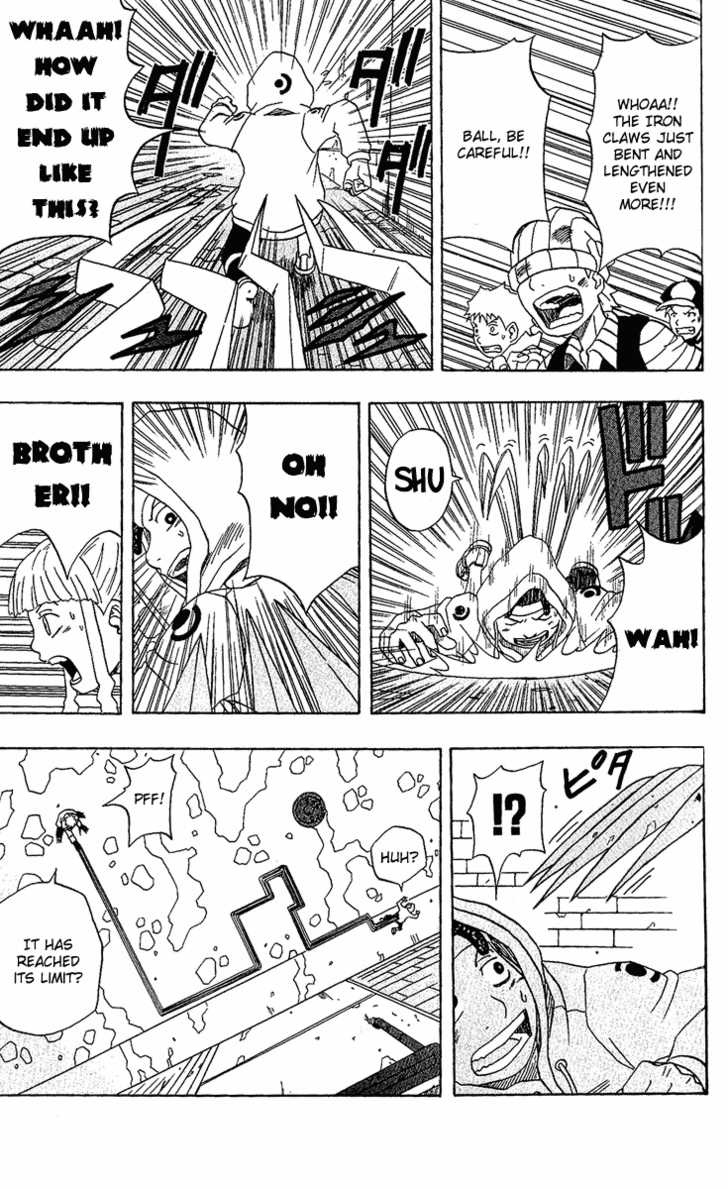 WHOAA!!
THE IRON
CLAWS JUST
BENT AND
LENGTHENED
EVEN
MORE!!!
BALL, BE
CAREFUL!!
WHAAH!
HOW
DID IT
END UP
LIKE
THIS?
ダ
ダ
ダ
ダ
ドッ
WAH!
SHU
OH
NO!!
BROTH
ER!!
ピタ
!?
HUH?
PFF!
IT HAS
REACHED
ITS LIMIT?